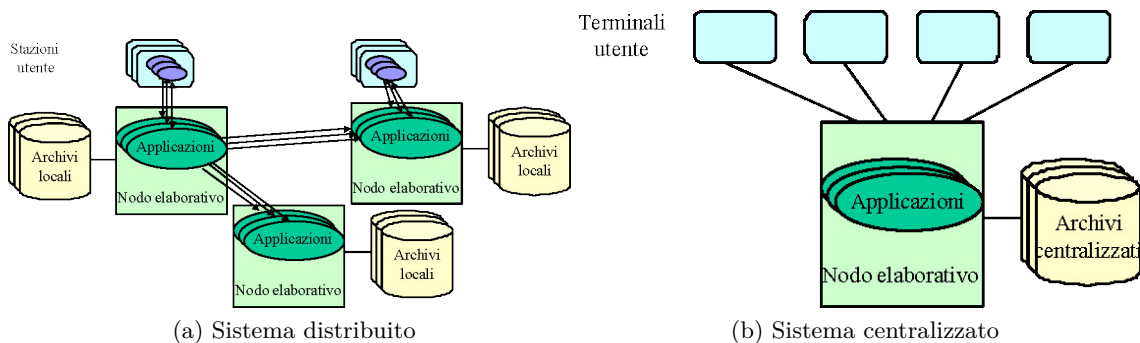 Stazioni
utente
Applicazioni
Nodo elaborativo
Archivi
locali
Applicazioni
Nodo elaborativo
Archivi
locali
Applicazioni
Nodo elaborativo
Archivi
locali
(a) Sistema distribuito
Terminali
utente
Applicazioni
Nodo elaborativo
Archivi
centralizzati
(b) Sistema centralizzato